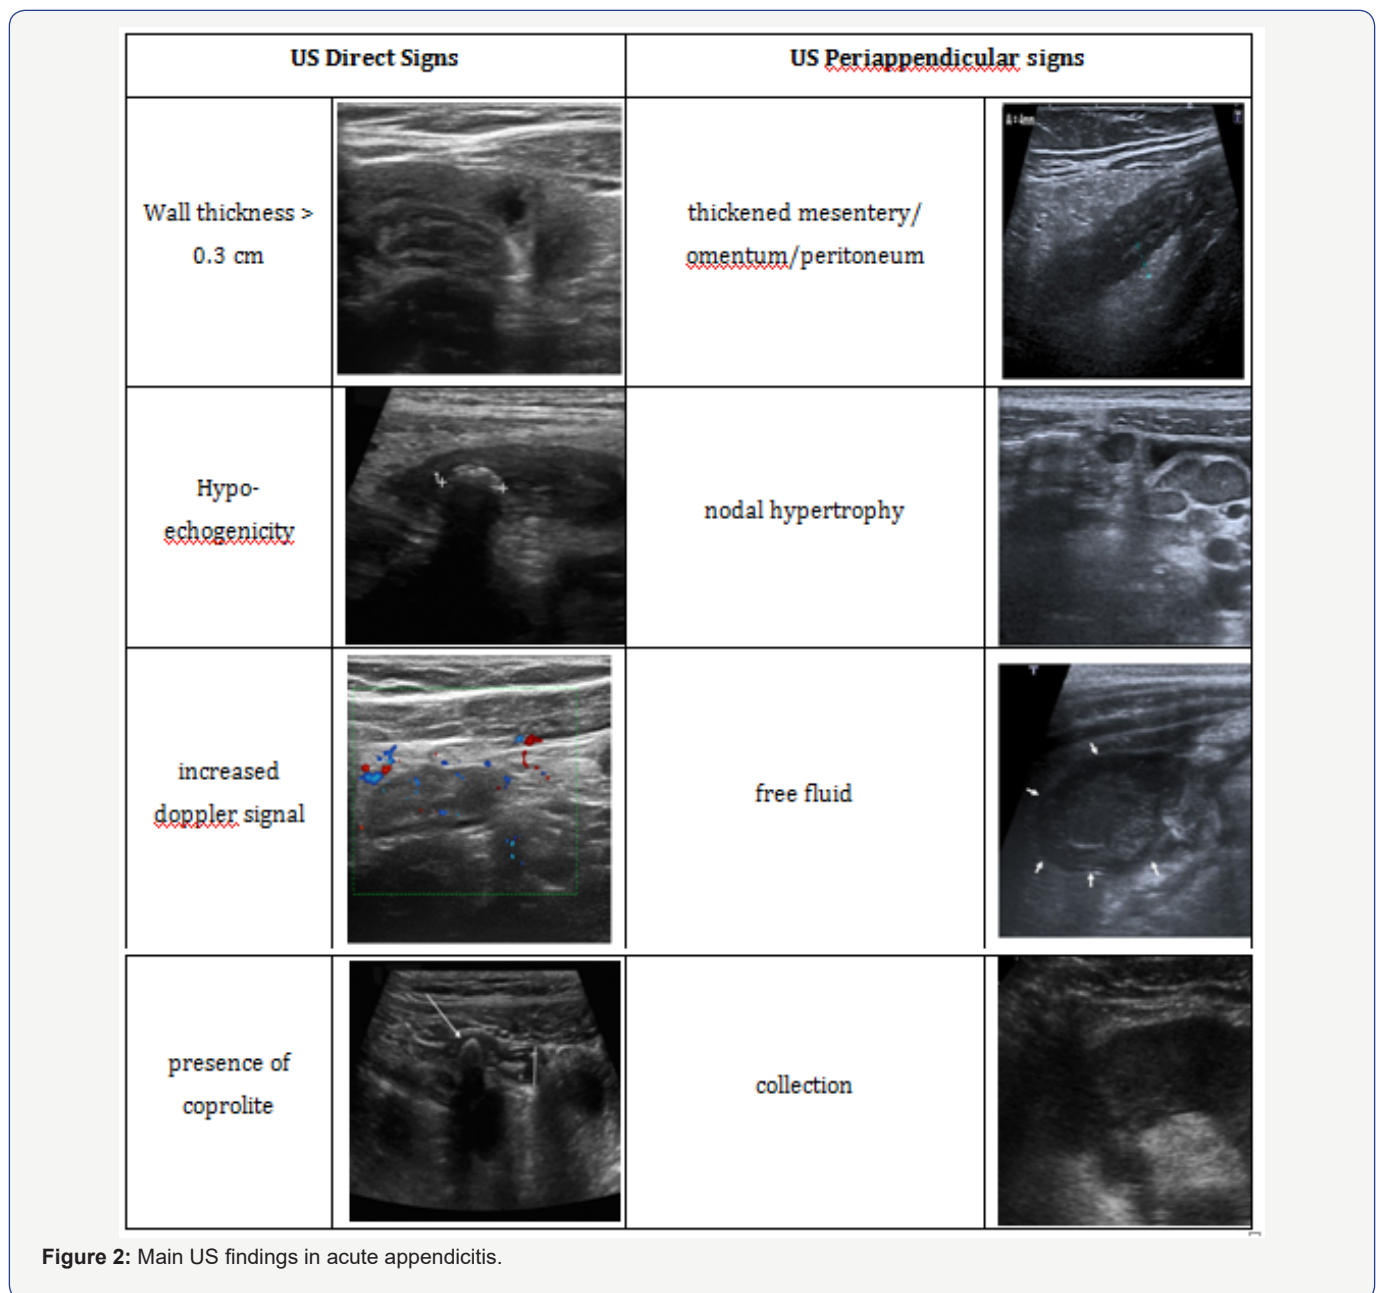 US Direct Signs
US Periappendicular signs
Wall thickness >
0.3 cm
thickened mesentery/
omentum/peritoneum
Hypo-
echogenicity
nodal hypertrophy
increased
doppler signal
free fluid
presence of
coprolite
collection
Figure 2: Main US findings in acute appendicitis.